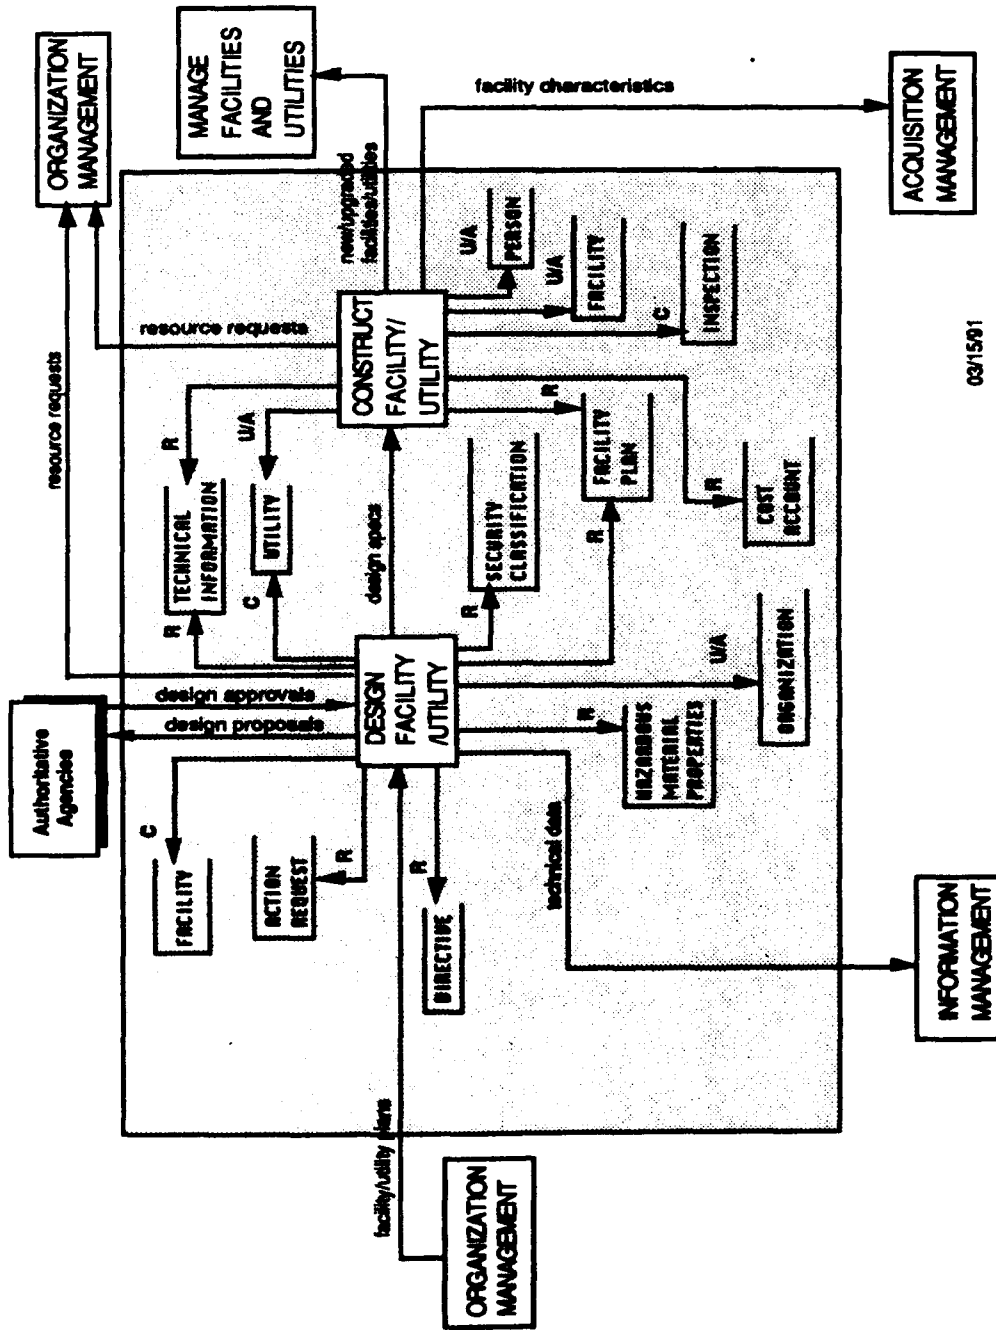 ORGANIZATION
MANAGEMENT
MANAGE
FACILITIES
AND
UTILITIES
ACQUISITION
MANAGEMENT
facility characteristics
new/upgraded
facilities/utilities
resource requests
resource requests
CONSTRUCT
FACILITY/
UTILITY
U/A
PERSON
U/A
FACILITY
C
INSPECTION
R
TECHNICAL
INFORMATION
R
U/A
UTILITY
C
design specs
R
SECURITY
CLASSIFICATION
R
FACILITY
PLAN
R
R
COST
ACCOUNT
Authoritative
Agencies
design approvals
design proposals
DESIGN
FACILITY
/UTILITY
U/A
ORGANIZATION
R
HAZARDOUS
MATERIAL
PROPERTIES
C
FACILITY
R
ACTION
REQUEST
R
DIRECTIVE
technical data
INFORMATION
MANAGEMENT
facility/utility plans
ORGANIZATION
MANAGEMENT
03/15/91